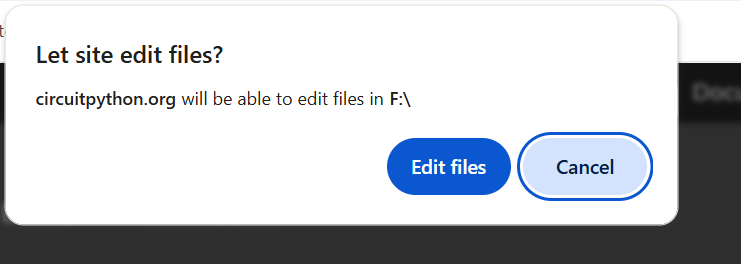 Let site edit files?
circuitpython.org will be able to edit files in F:\
Edit files
Cancel